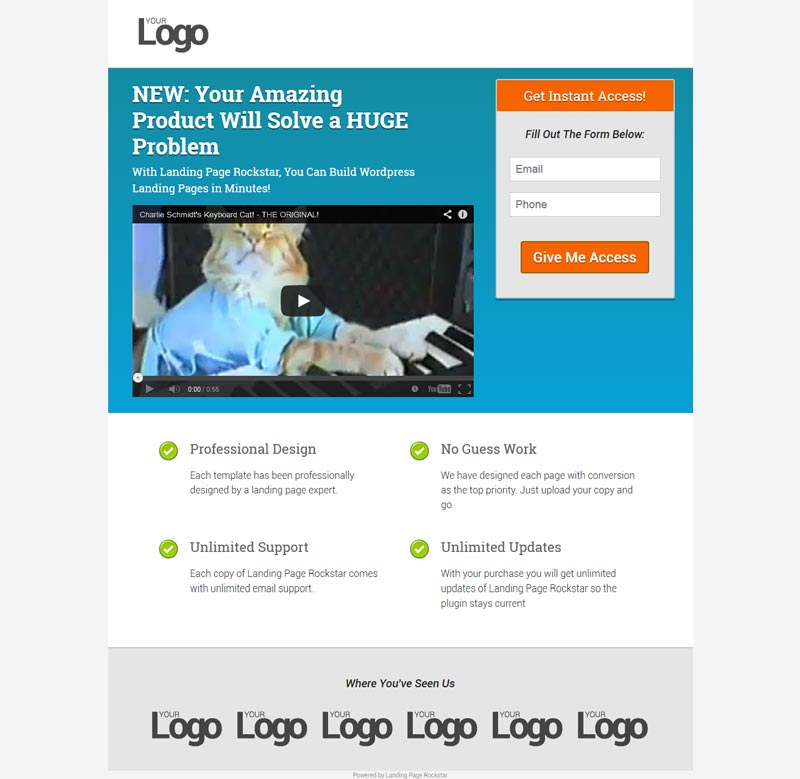 YOUR
Logo
NEW: Your Amazing
Product Will Solve a HUGE
Problem
With Landing Page Rockstar, You Can Build Wordpress
Landing Pages in Minutes!
Charlie Schmidt's Keyboard Cat! - THE ORIGINAL!
0:00 / 0:55
YouTube
Get Instant Access!
Fill Out The Form Below:
Email
Phone
Give Me Access
Professional Design
Each template has been professionally
designed by a landing page expert.
No Guess Work
We have designed each page with conversion
as the top priority. Just upload your copy and
go.
Unlimited Support
Each copy of Landing Page Rockstar comes
with unlimited email support.
Unlimited Updates
With your purchase you will get unlimited
updates of Landing Page Rockstar so the
plugin stays current
Where You've Seen Us
YOUR
Logo
YOUR
Logo
YOUR
Logo
YOUR
Logo
YOUR
Logo
YOUR
Logo
Powered by Landing Page Rockstar